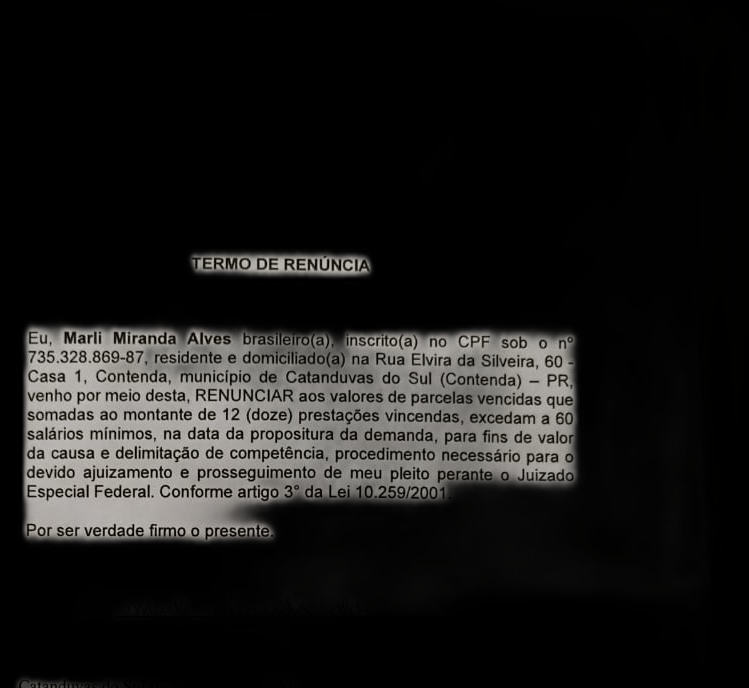 TERMO DE RENÚNCIA
Eu, Marli Miranda Alves brasileiro(a), inscrito(a) no CPF sob o nº
735.328.869-87, residente e domiciliado(a) na Rua Elvira da Silveira, 60 -
Casa 1, Contenda, município de Catanduvas do Sul (Contenda) – PR,
venho por meio desta, RENUNCIAR aos valores de parcelas vencidas que
somadas ao montante de 12 (doze) prestações vincendas, excedam a 60
salários mínimos, na data da propositura da demanda, para fins de valor
da causa e delimitação de competência, procedimento necessário para o
devido ajuizamento e prosseguimento de meu pleito perante o Juizado
Especial Federal. Conforme artigo 3° da Lei 10.259/2001.
Por ser verdade firmo o presente.
Catanduvas do